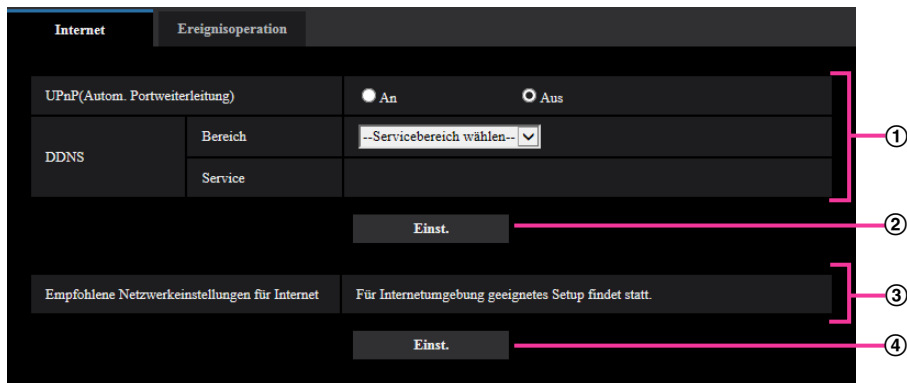 Internet Ereignisoperation
UPnP(Autom. Portweiterleitung) An Aus
DDNS Bereich --Servicebereich wählen--
Service
①
Einst. ②
Empfohlene Netzwerkeinstellungen für Internet Für Internetumgebung geeignetes Setup findet statt. ③
Einst. ④